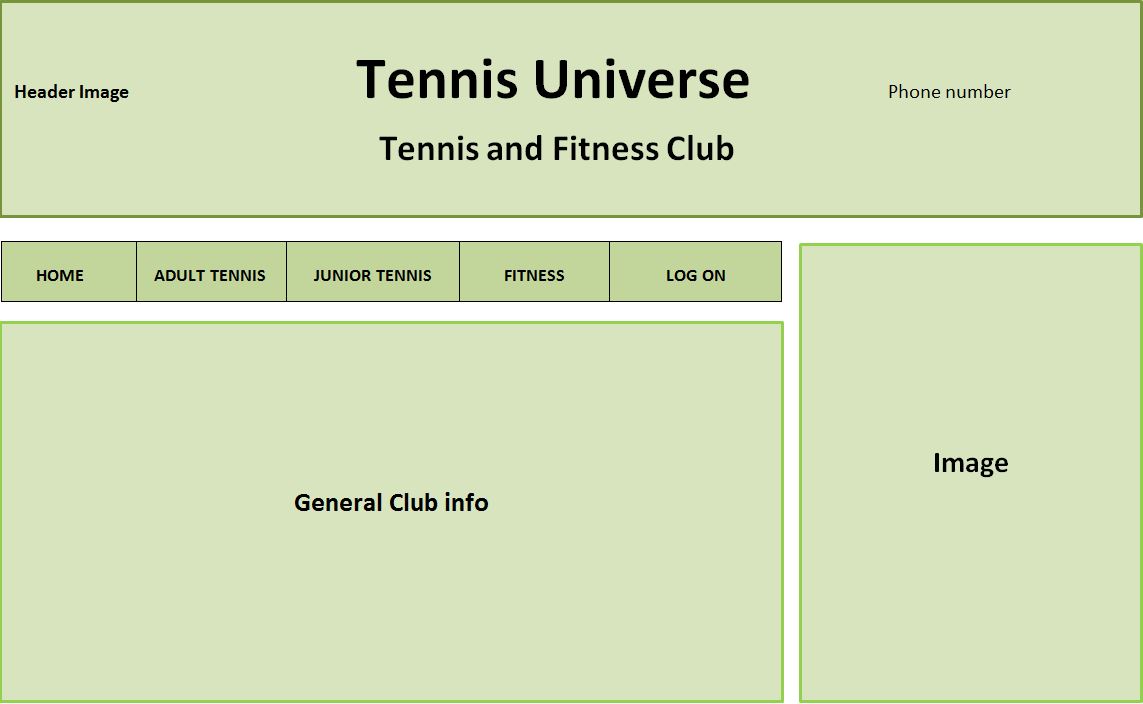 Header Image
Tennis Universe
Phone number
Tennis and Fitness Club
HOME
ADULT TENNIS
JUNIOR TENNIS
FITNESS
LOG ON
General Club info
Image